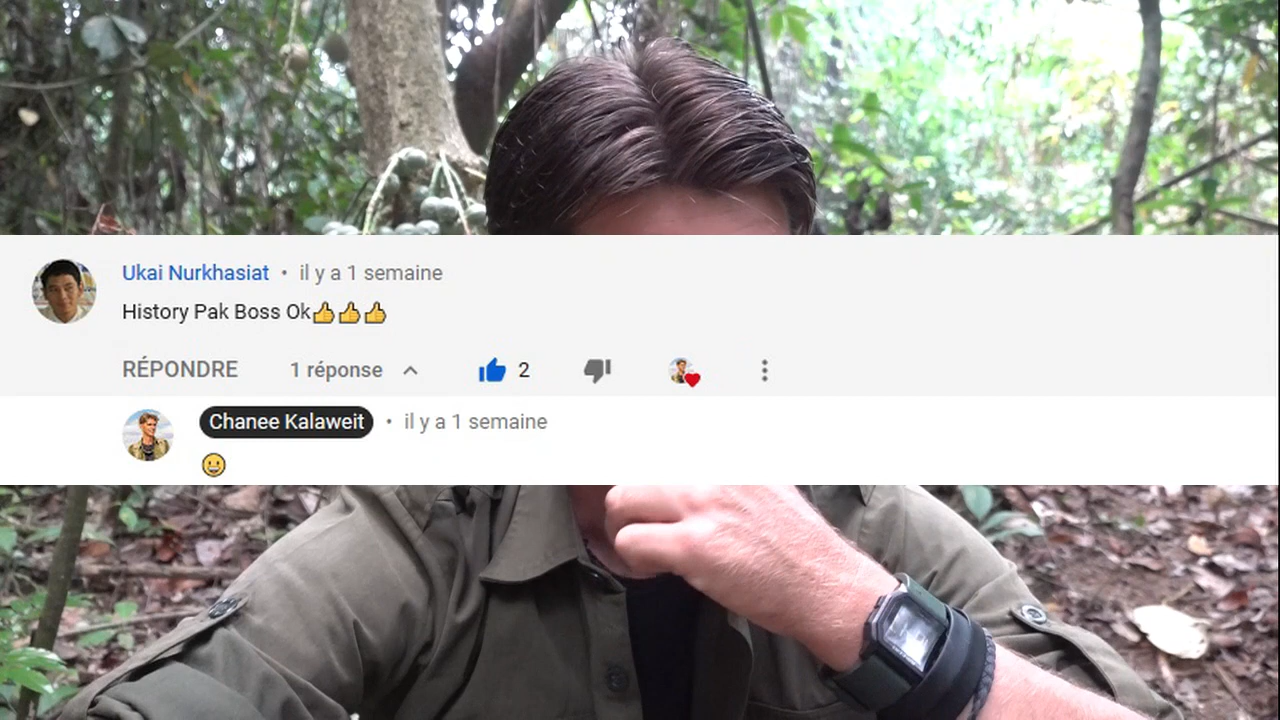 Ukai Nurkhasiat • il y a 1 semaine
History Pak Boss Ok👍👍👍
RÉPONDRE 1 réponse 2
Chanee Kalaweit • il y a 1 semaine
😀